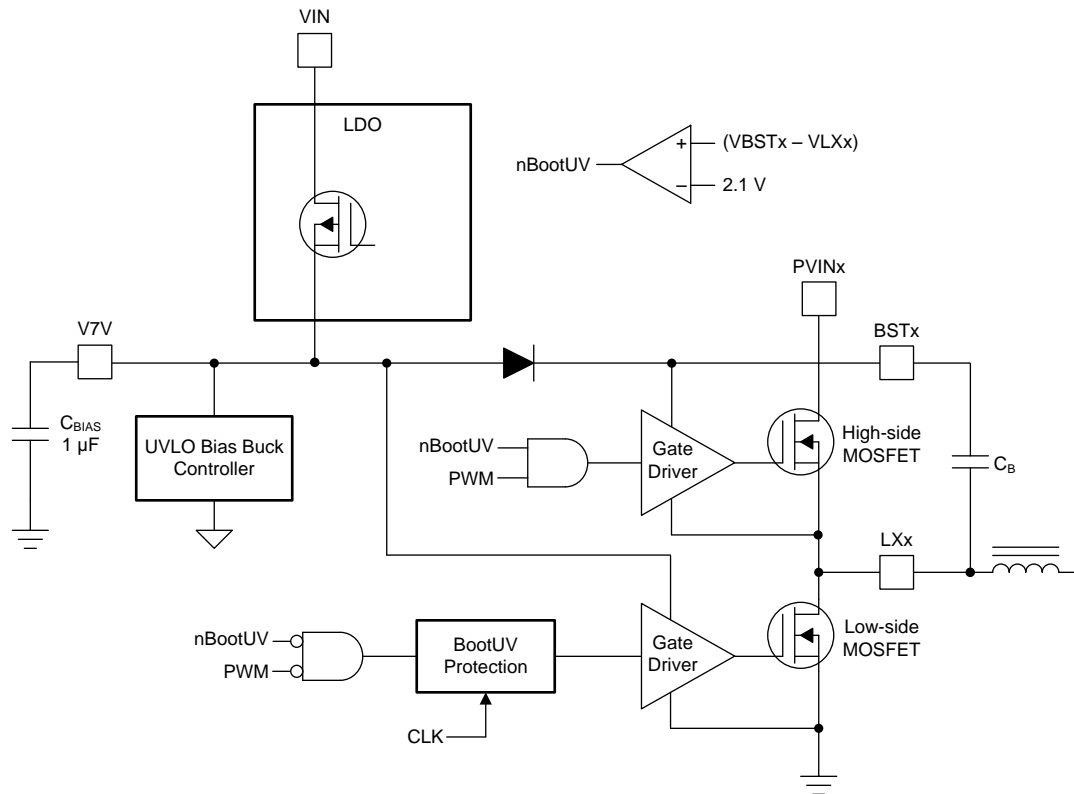 VIN
LDO
nBootUV
(VBSTx – VLXx)
2.1 V
PVINx
V7V
BSTx
CBIAS
1 µF
UVLO Bias Buck
Controller
nBootUV
PWM
Gate
Driver
High-side
MOSFET
CB
LXx
nBootUV
PWM
BootUV
Protection
Gate
Driver
Low-side
MOSFET
CLK